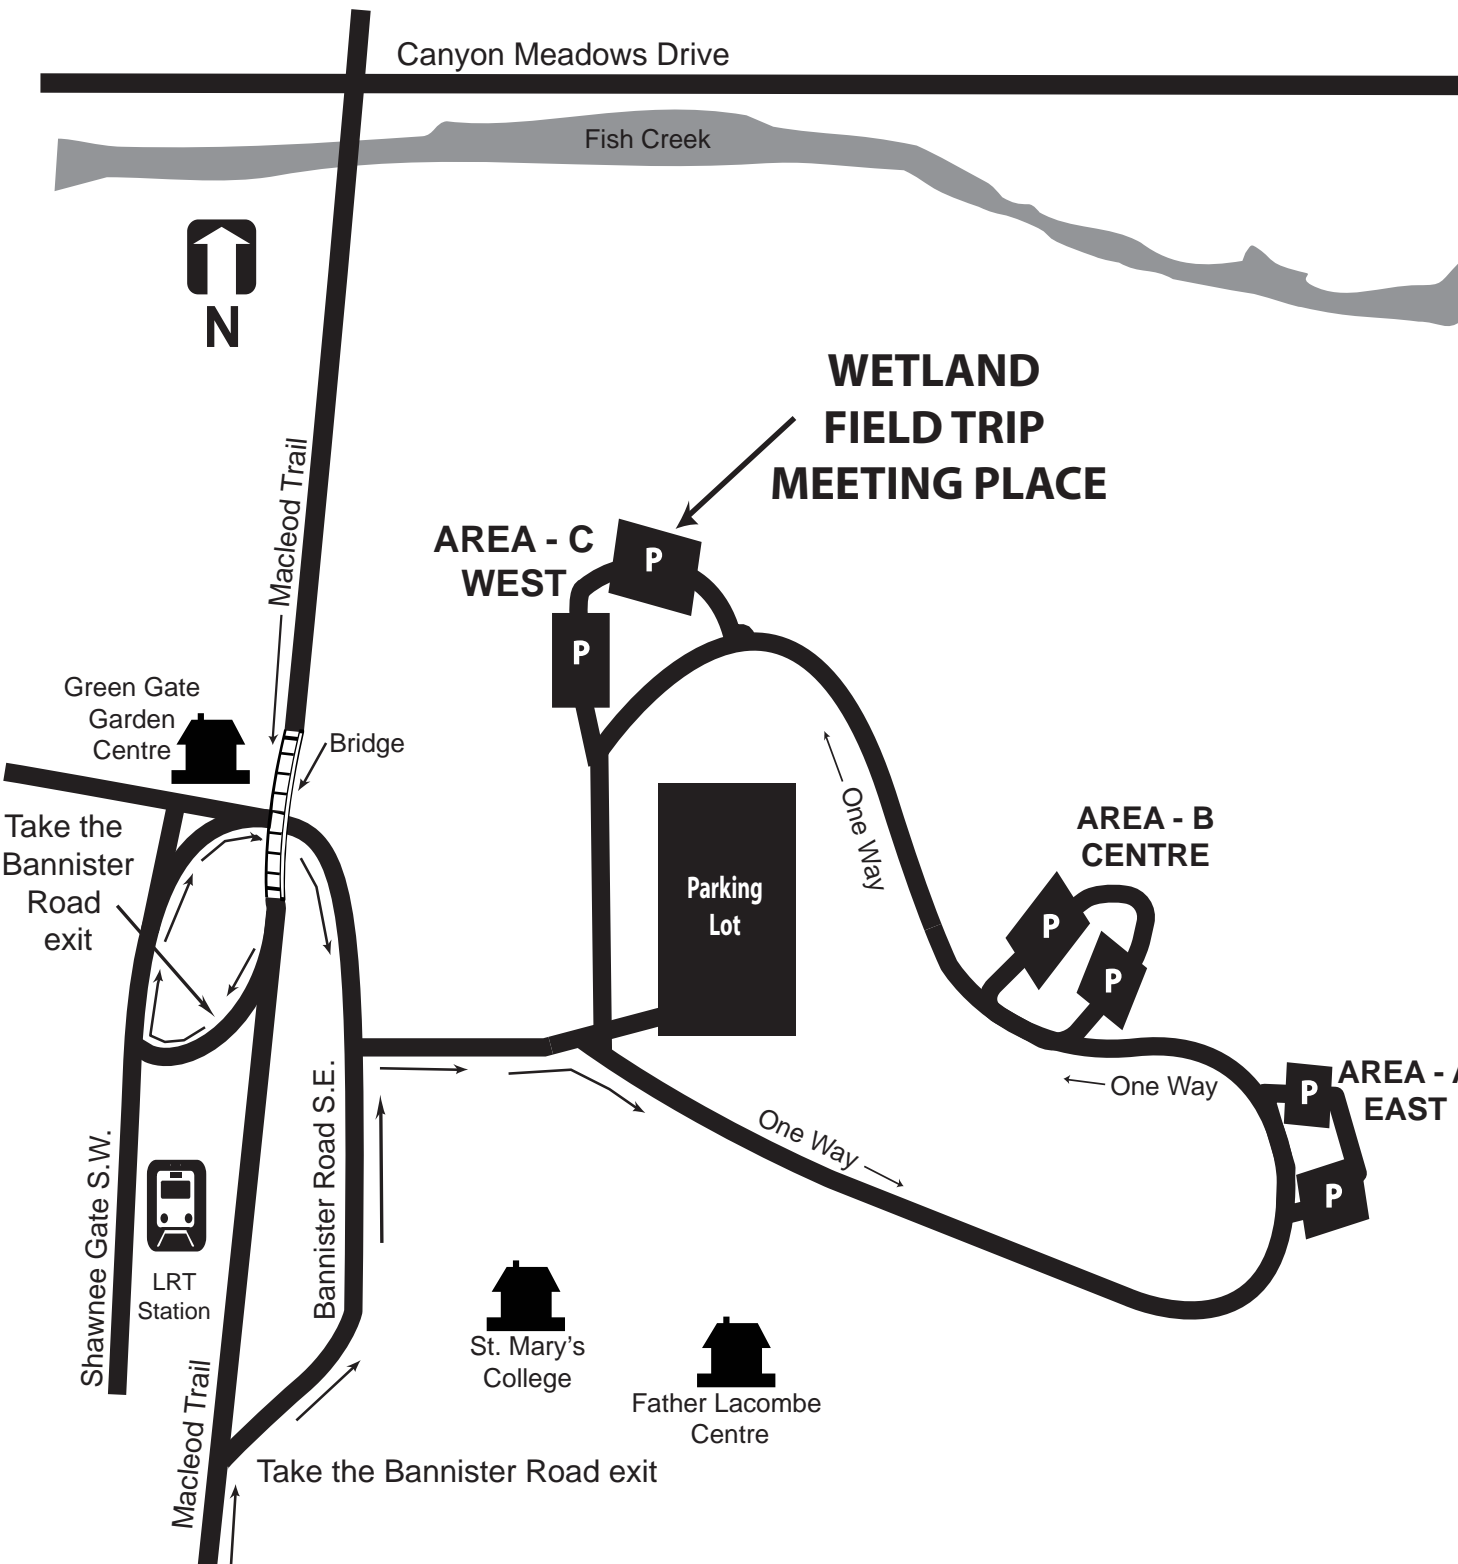 Canyon Meadows Drive
Fish Creek
N
WETLAND
FIELD TRIP
MEETING PLACE
Macleod Trail
AREA - C
WEST
P
P
Green Gate
Garden
Centre
Bridge
Take the
Bannister
Road
exit
One Way
Parking
Lot
AREA - B
CENTRE
P
P
One Way
P
AREA - A
EAST
P
One Way
Shawnee Gate S.W.
LRT
Station
Bannister Road S.E.
St. Mary’s
College
Father Lacombe
Centre
Macleod Trail
Take the Bannister Road exit